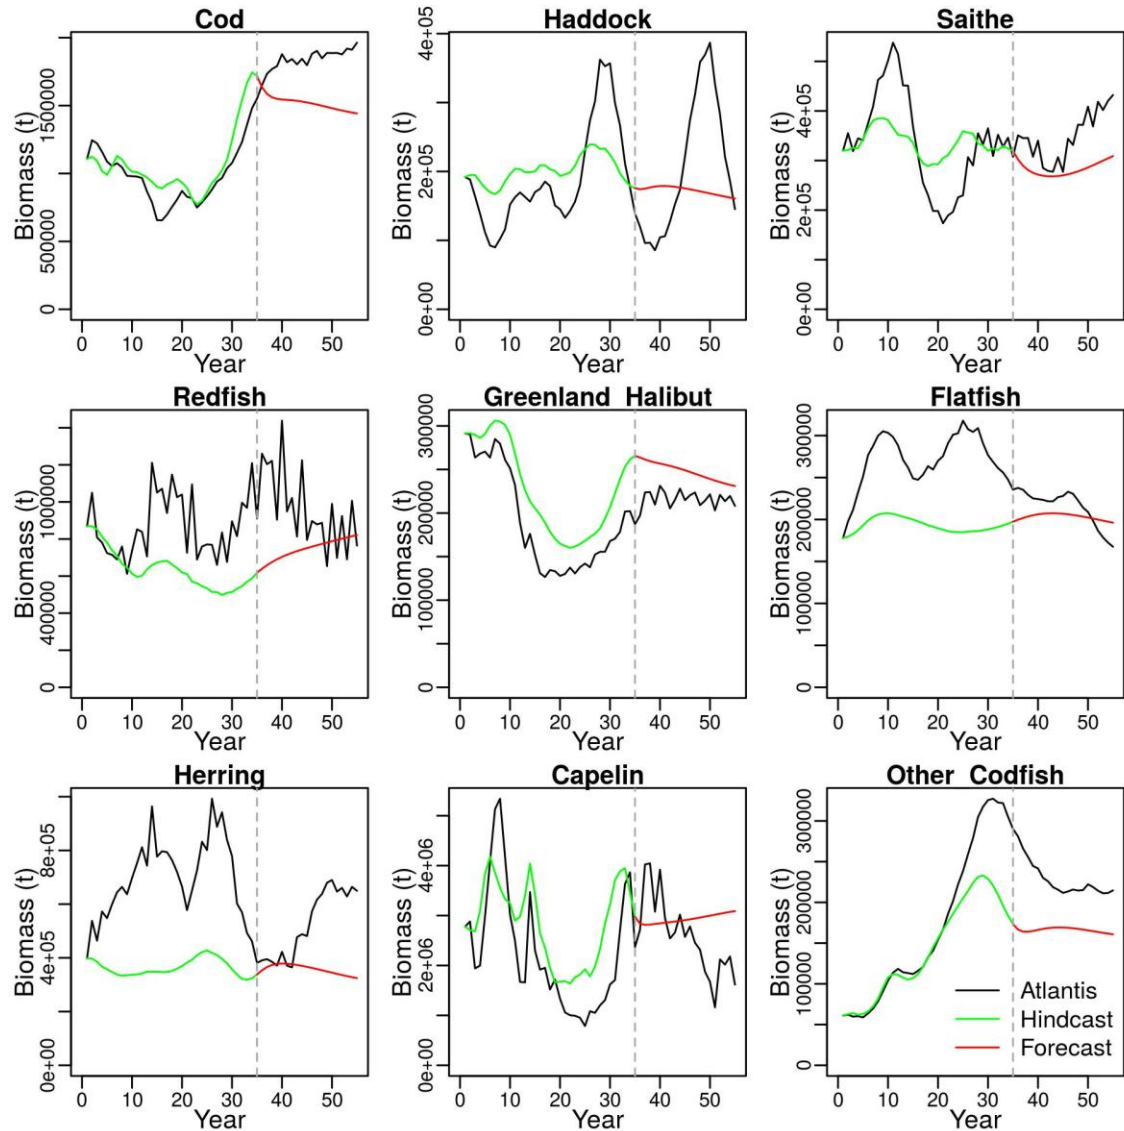 Cod
Biomass (t)
0
500000
1500000
0 10 20 30 40 50
Year
Haddock
Biomass (t)
0e+00
2e+05
4e+05
0 10 20 30 40 50
Year
Saithe
Biomass (t)
0e+00
2e+05
4e+05
0 10 20 30 40 50
Year
Redfish
Biomass (t)
0
400000
1000000
0 10 20 30 40 50
Year
Greenland Halibut
Biomass (t)
0
100000
200000
300000
0 10 20 30 40 50
Year
Flatfish
Biomass (t)
0
100000
200000
300000
0 10 20 30 40 50
Year
Herring
Biomass (t)
0e+00
4e+05
8e+05
0 10 20 30 40 50
Year
Capelin
Biomass (t)
0e+00
2e+06
4e+06
0 10 20 30 40 50
Year
Other Codfish
Biomass (t)
0
100000
200000
300000
0 10 20 30 40 50
Year
Atlantis
Hindcast
Forecast